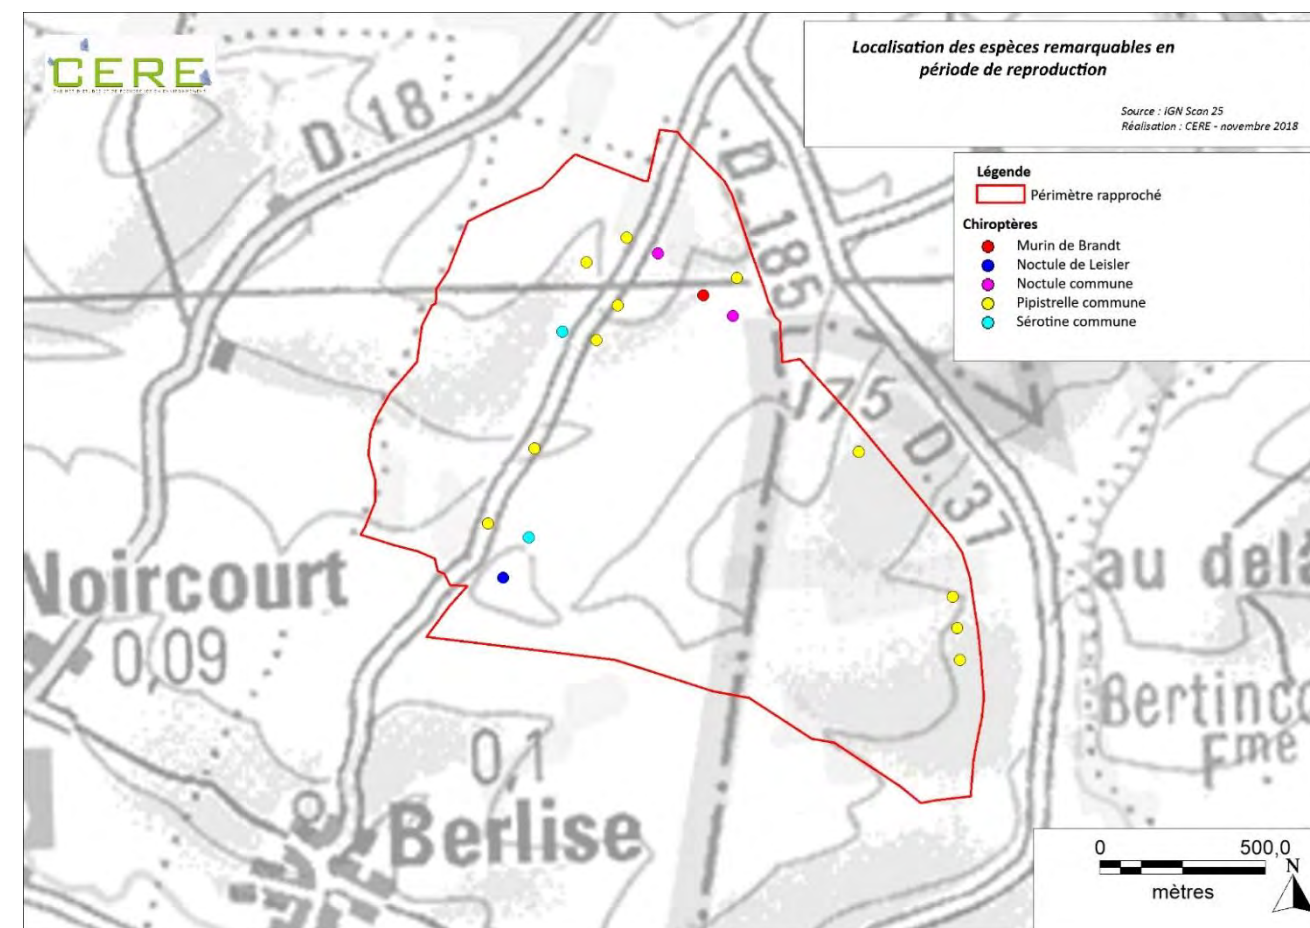 CERE
Localisation des espèces remarquables en
période de reproduction
Source : IGN Scan 25
Réalisation : CERE - novembre 2018
Légende
Périmètre rapproché
Chiroptères
Murin de Brandt
Noctule de Leisler
Noctule commune
Pipistrelle commune
Sérotine commune
D.18
D.185
175
D.37
Noircourt
0,09
au delà
Bertinco
Fme
0,1
Berlise
0 500,0
mètres
N